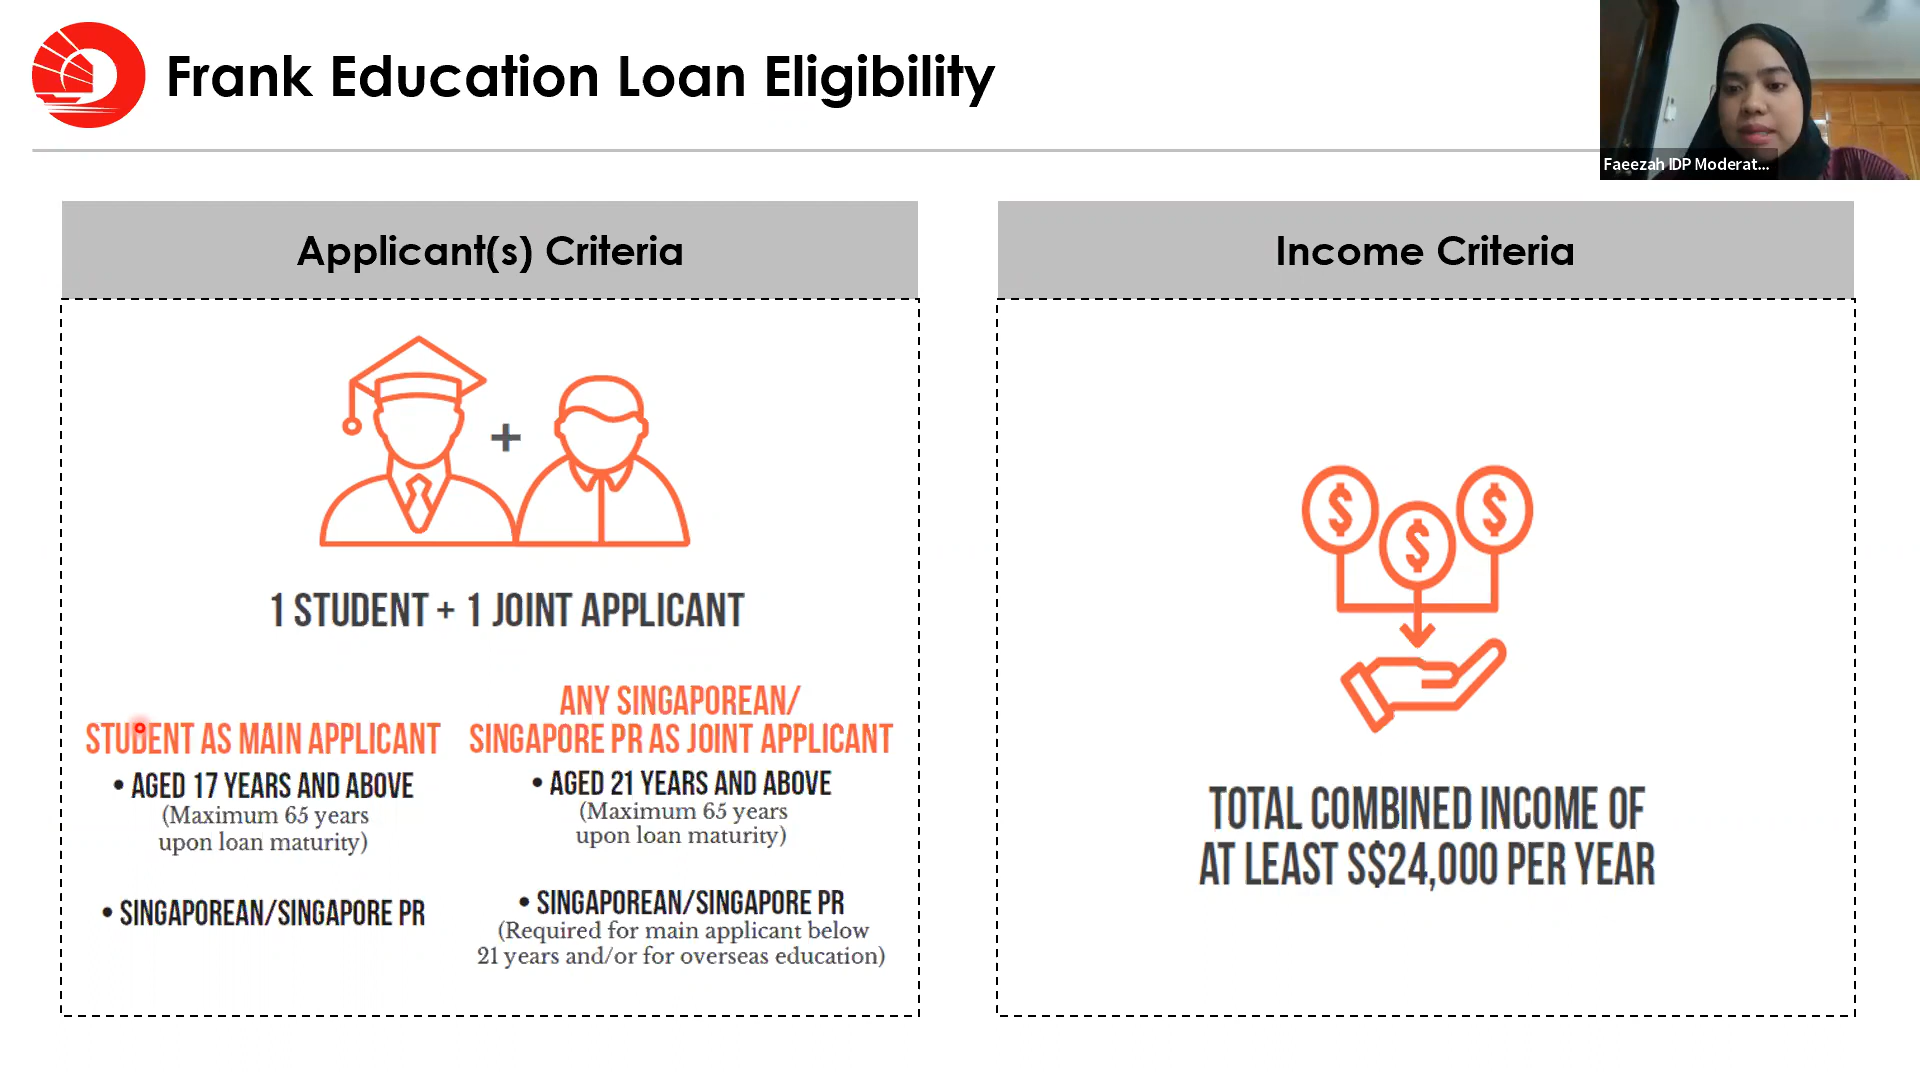 Frank Education Loan Eligibility
Faeezah IDP Moderat...
Applicant(s) Criteria
1 STUDENT + 1 JOINT APPLICANT
STUDENT AS MAIN APPLICANT
• AGED 17 YEARS AND ABOVE
(Maximum 65 years
upon loan maturity)
• SINGAPOREAN/SINGAPORE PR
ANY SINGAPOREAN/
SINGAPORE PR AS JOINT APPLICANT
• AGED 21 YEARS AND ABOVE
(Maximum 65 years
upon loan maturity)
• SINGAPOREAN/SINGAPORE PR
(Required for main applicant below
21 years and/or for overseas education)
Income Criteria
$ $ $
TOTAL COMBINED INCOME OF
AT LEAST S$24,000 PER YEAR